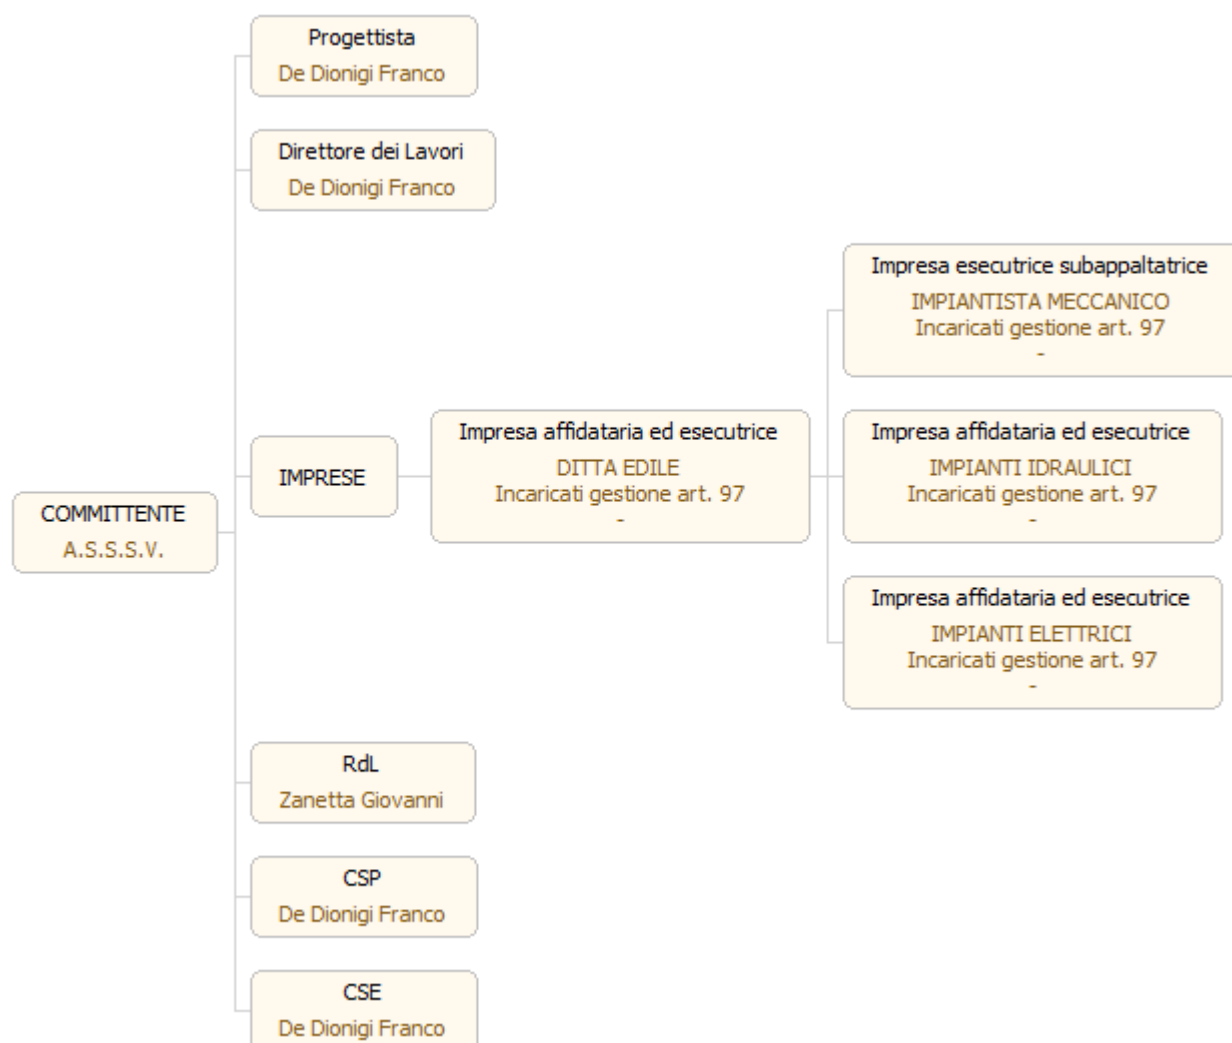 Progettista
De Dionigi Franco
Direttore dei Lavori
De Dionigi Franco
Impresa esecutrice subappaltatrice
IMPIANTISTA MECCANICO
Incaricati gestione art. 97
-
Impresa affidataria ed esecutrice
DITTA EDILE
Incaricati gestione art. 97
-
Impresa affidataria ed esecutrice
IMPIANTI IDRAULICI
Incaricati gestione art. 97
-
IMPRESE
COMMITTENTE
A.S.S.S.V.
Impresa affidataria ed esecutrice
IMPIANTI ELETTRICI
Incaricati gestione art. 97
-
RdL
Zanetta Giovanni
CSP
De Dionigi Franco
CSE
De Dionigi Franco